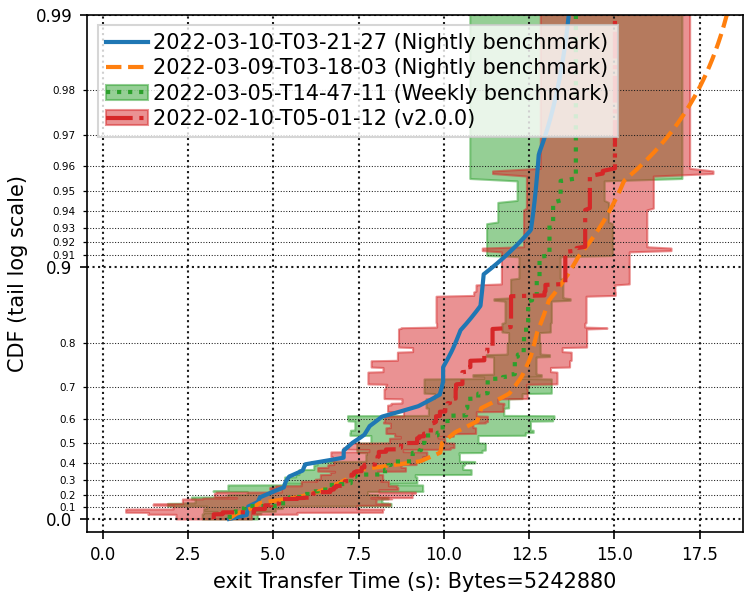 0.99
2022-03-10-T03-21-27 (Nightly benchmark)
2022-03-09-T03-18-03 (Nightly benchmark)
2022-03-05-T14-47-11 (Weekly benchmark)
2022-02-10-T05-01-12 (v2.0.0)
0.98
0.97
0.96
0.95
0.94
0.93
0.92
0.91
0.9
0.8
0.7
0.6
0.5
0.4
0.3
0.2
0.1
0.0
CDF (tail log scale)
0.0 2.5 5.0 7.5 10.0 12.5 15.0 17.5
exit Transfer Time (s): Bytes=5242880